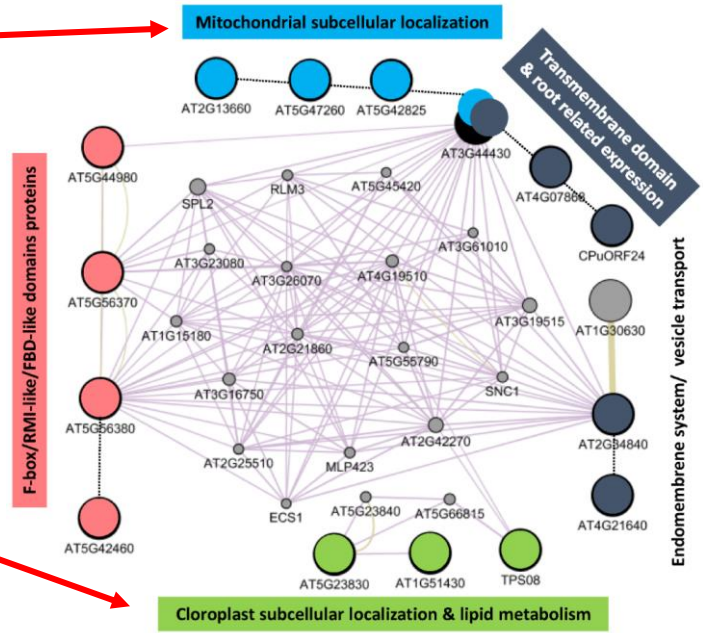 Mitochondrial subcellular localization
Transmembrane domain
& root related expression
AT2G13660
AT5G47260
AT5G42825
AT3G44430
AT5G44980
AT4G07860
SPL2
RLM3
AT5G45420
CPuORF24
AT3G61010
AT3G23080
AT3G26070
AT4G19510
AT5G56370
AT1G15180
AT3G19515
AT1G30630
AT2G21860
AT5G55790
AT3G16750
SNC1
AT5G56380
AT2G42270
AT2G34840
AT2G25510
MLP423
ECS1
AT5G23840
AT5G66815
AT4G21640
AT5G42460
AT5G23830
AT1G51430
TPS08
F-box/RMI-like/FBD-like domains proteins
Endomembrene system/ vesicle transport
Cloroplast subcellular localization & lipid metabolism